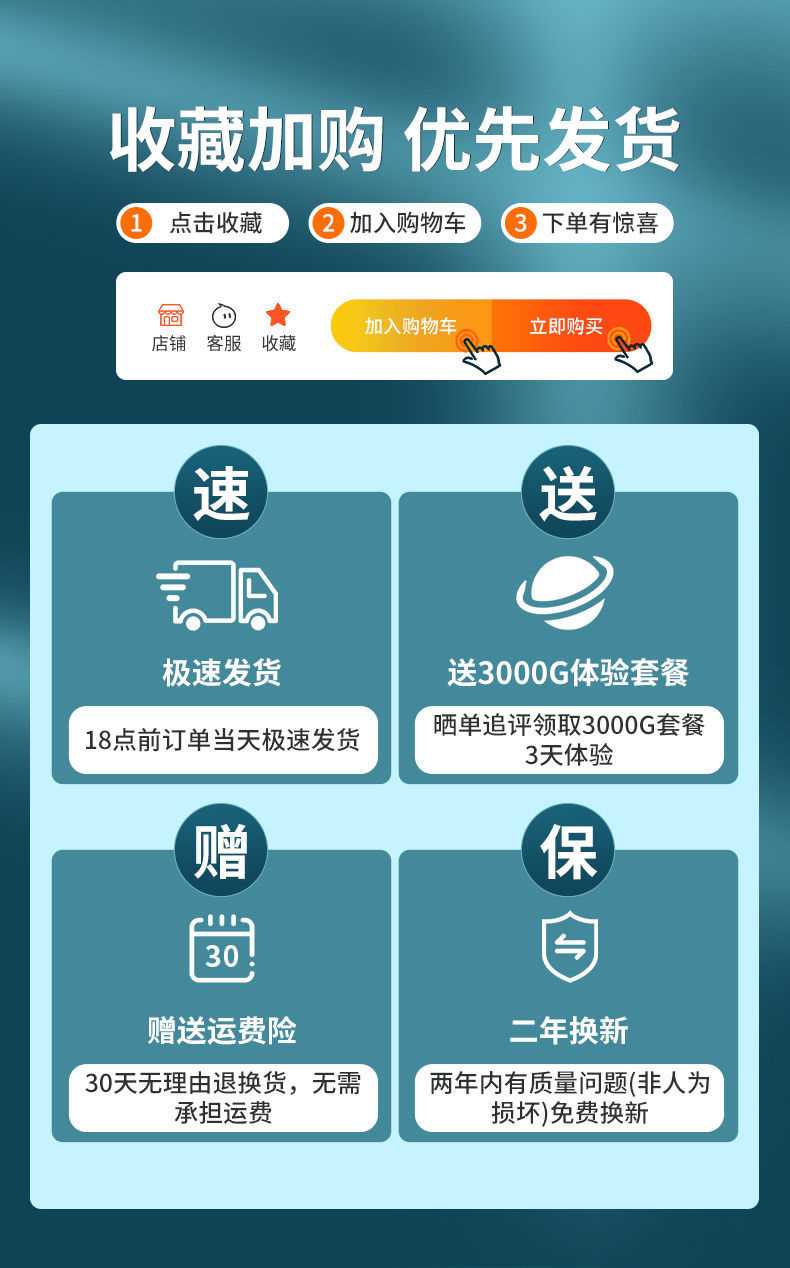 收藏加购 优先发货
1 点击收藏 2 加入购物车 3 下单有惊喜
店铺 客服 收藏 加入购物车 立即购买
速
极速发货
18点前订单当天极速发货
送
送3000G体验套餐
晒单追评领取3000G套餐
3天体验
赠
30
赠送运费险
30天无理由退换货，无需
承担运费
保
二年换新
两年内有质量问题(非人为
损坏)免费换新